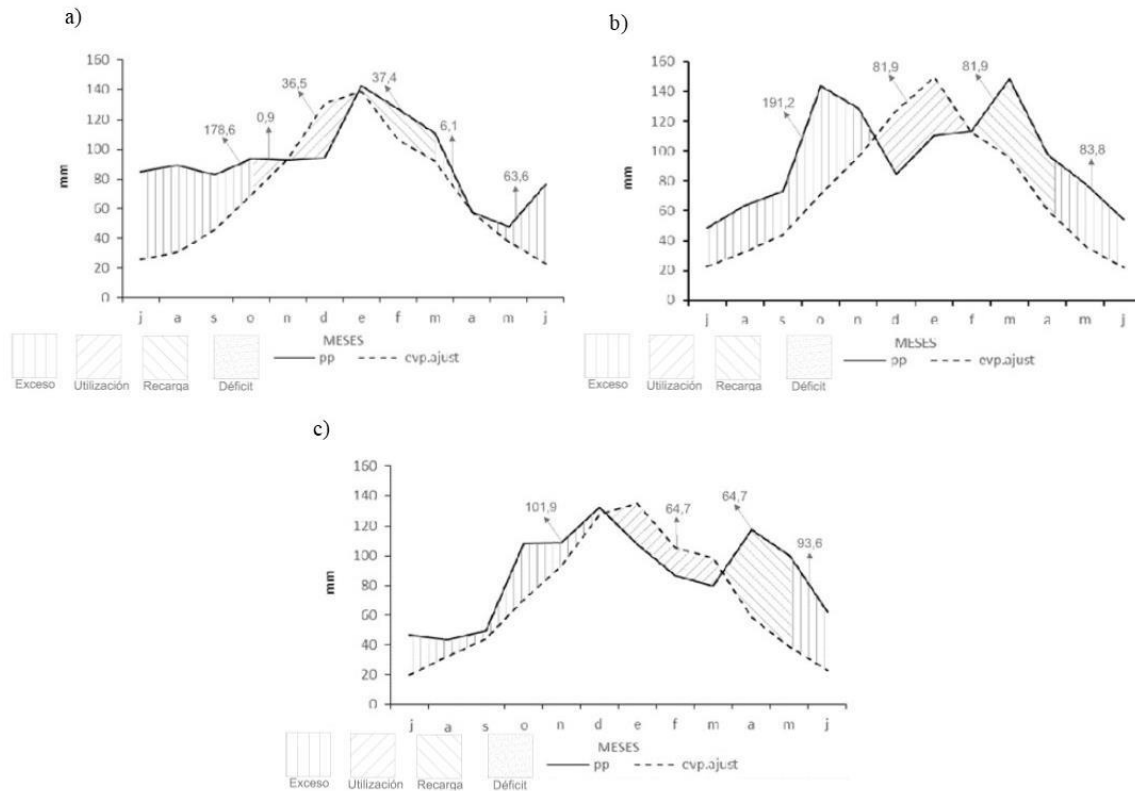 a)
160
140
120
100
80
60
40
20
0
mm
178,6
0,9
36,5
37,4
6,1
63,6
j a s o n d e f m a m j
MESES
pp evp.ajust
Exceso Utilización Recarga Déficit
b)
160
140
120
100
80
60
40
20
0
mm
191,2
81,9
81,9
83,8
j a s o n d e f m a m j
MESES
pp evp.ajust
Exceso Utilización Recarga Déficit
c)
160
140
120
100
80
60
40
20
0
mm
101,9
64,7
64,7
93,6
j a s o n d e f m a m j
MESES
pp evp.ajust
Exceso Utilización Recarga Déficit